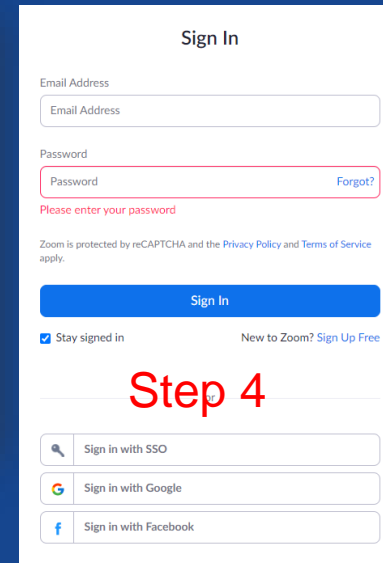 Sign In
Email Address
Email Address
Password
Password Forgot?
Please enter your password
Zoom is protected by reCAPTCHA and the Privacy Policy and Terms of Service
apply.
Sign In
Stay signed in New to Zoom? Sign Up Free
or
Step 4
Sign in with SSO
Sign in with Google
Sign in with Facebook